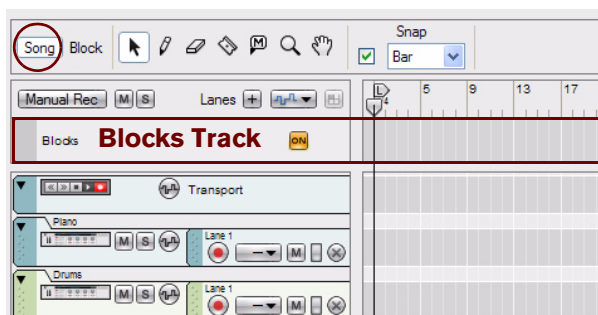 Snap
Song Block M Bar
Manual Rec M S Lanes + L 5 9 13 17
4
Blocks Blocks Track ON
Transport
Piano
M S Lane 1 M
Drums
M S Lane 1 M